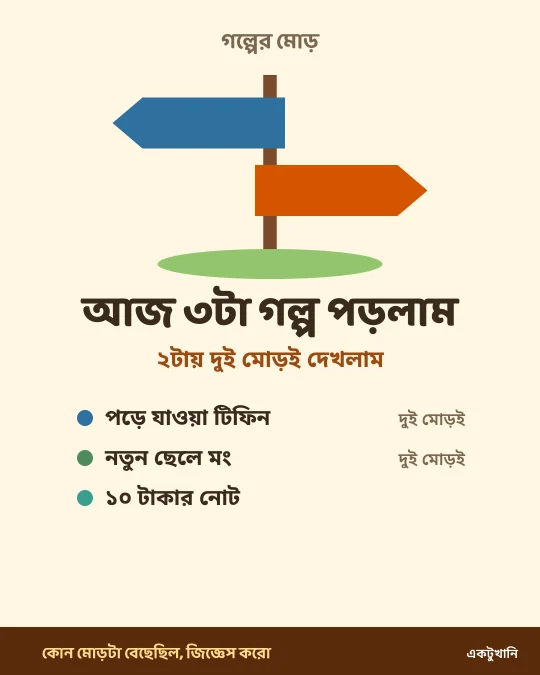 গল্পের মোড়
আজ ৩টা গল্প পড়লাম
২টায় দুই মোড়ই দেখলাম
পড়ে যাওয়া টিফিন দুই মোড়ই
নতুন ছেলে মং দুই মোড়ই
১০ টাকার নোট
কোন মোড়টা বেছেছিল, জিজ্ঞেস করো একটুখানি